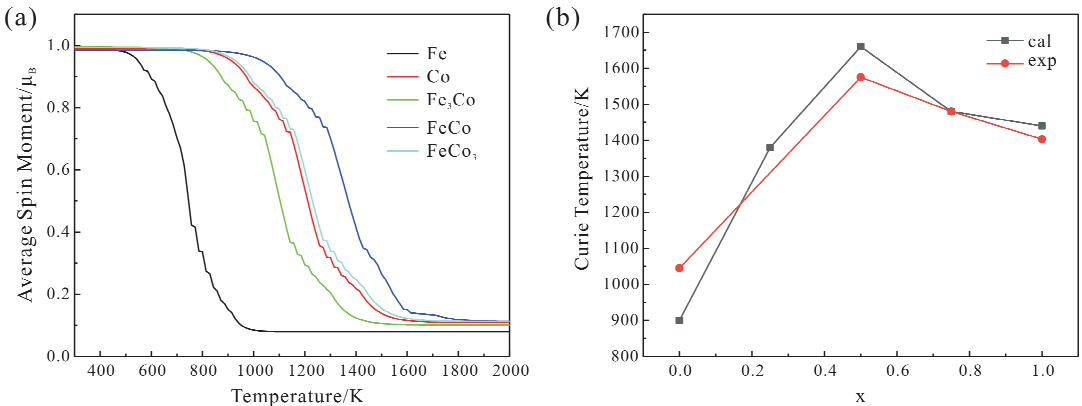 (a)
1.0
0.8
0.6
0.4
0.2
0.0
Average Spin Moment/μB
Fe
Co
Fe3Co
FeCo
FeCo3
400 600 800 1000 1200 1400 1600 1800 2000
Temperature/K
(b)
1700
1600
1500
1400
1300
1200
1100
1000
900
800
Curie Temperature/K
cal
exp
0.0 0.2 0.4 0.6 0.8 1.0
x